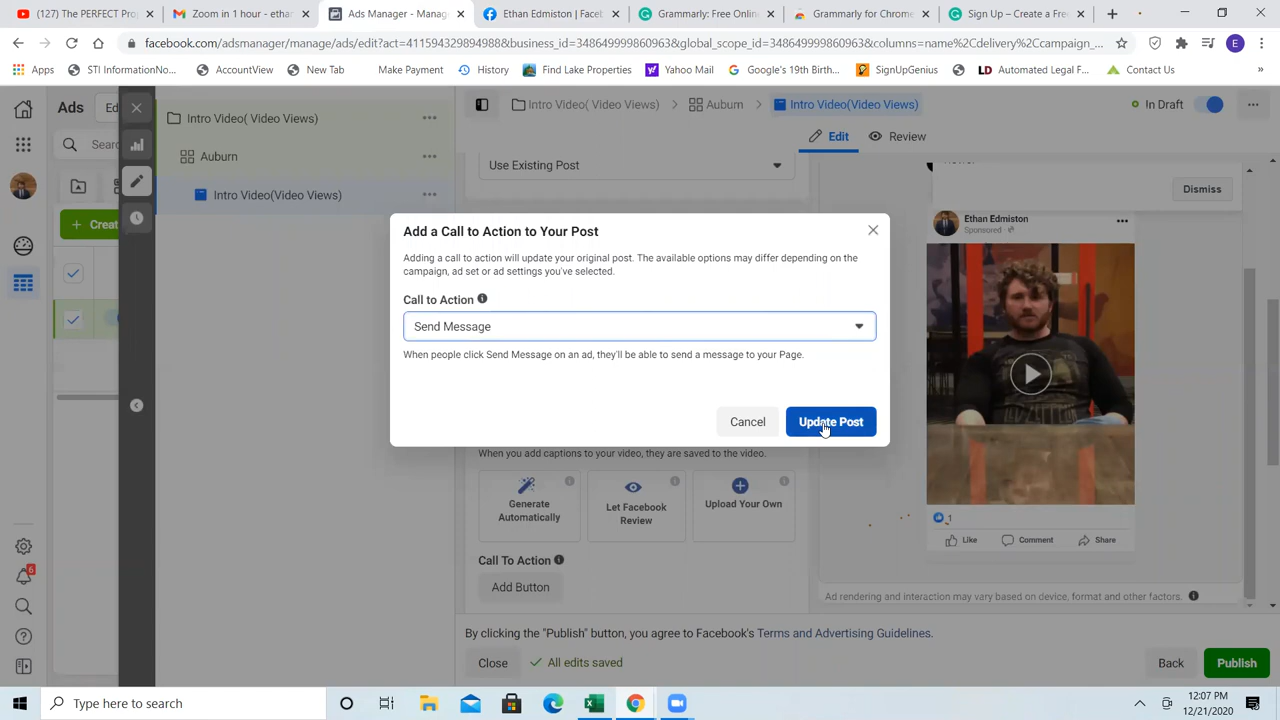 (127) The PERFECT Pro
Zoom in 1 hour - ethan
Ads Manager - Manag
Ethan Edmiston | Faceb
Grammarly: Free Onlin
Grammarly for Chrome
Sign Up – Create a Free
facebook.com/adsmanager/manage/ads/edit?act=411594329894988&business_id=348649999860963&global_scope_id=348649999860963&columns=name%2Cdelivery%2Ccampaign_...
E
Apps
STI InformationNo...
AccountView
New Tab
Make Payment
History
Find Lake Properties
Yahoo Mail
Google's 19th Birth...
SignUpGenius
LD Automated Legal F...
Contact Us
»
Ads
Ed
Sear
Creat
6
Intro Video( Video Views)
Auburn
Intro Video(Video Views)
Intro Video( Video Views)
Auburn
Intro Video(Video Views)
In Draft
Edit
Review
Use Existing Post
Dismiss
Ethan Edmiston
Sponsored
Add a Call to Action to Your Post
Adding a call to action will update your original post. The available options may differ depending on the
campaign, ad set or ad settings you've selected.
Call to Action
Send Message
When people click Send Message on an ad, they'll be able to send a message to your Page.
Cancel
Update Post
When you add captions to your video, they are saved to the video.
Generate
Automatically
Let Facebook
Review
Upload Your Own
Call To Action
Add Button
1
Like
Comment
Share
Ad rendering and interaction may vary based on device, format and other factors.
By clicking the "Publish" button, you agree to Facebook's Terms and Advertising Guidelines.
Close
All edits saved
Back
Publish
Type here to search
12:07 PM
12/21/2020